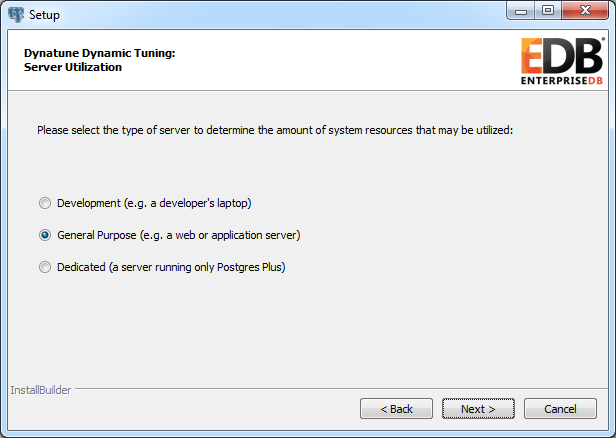 Setup
Dynatune Dynamic Tuning:
Server Utilization
EDB
ENTERPRISEDB
Please select the type of server to determine the amount of system resources that may be utilized:
Development (e.g. a developer's laptop)
General Purpose (e.g. a web or application server)
Dedicated (a server running only Postgres Plus)
InstallBuilder
< Back
Next >
Cancel